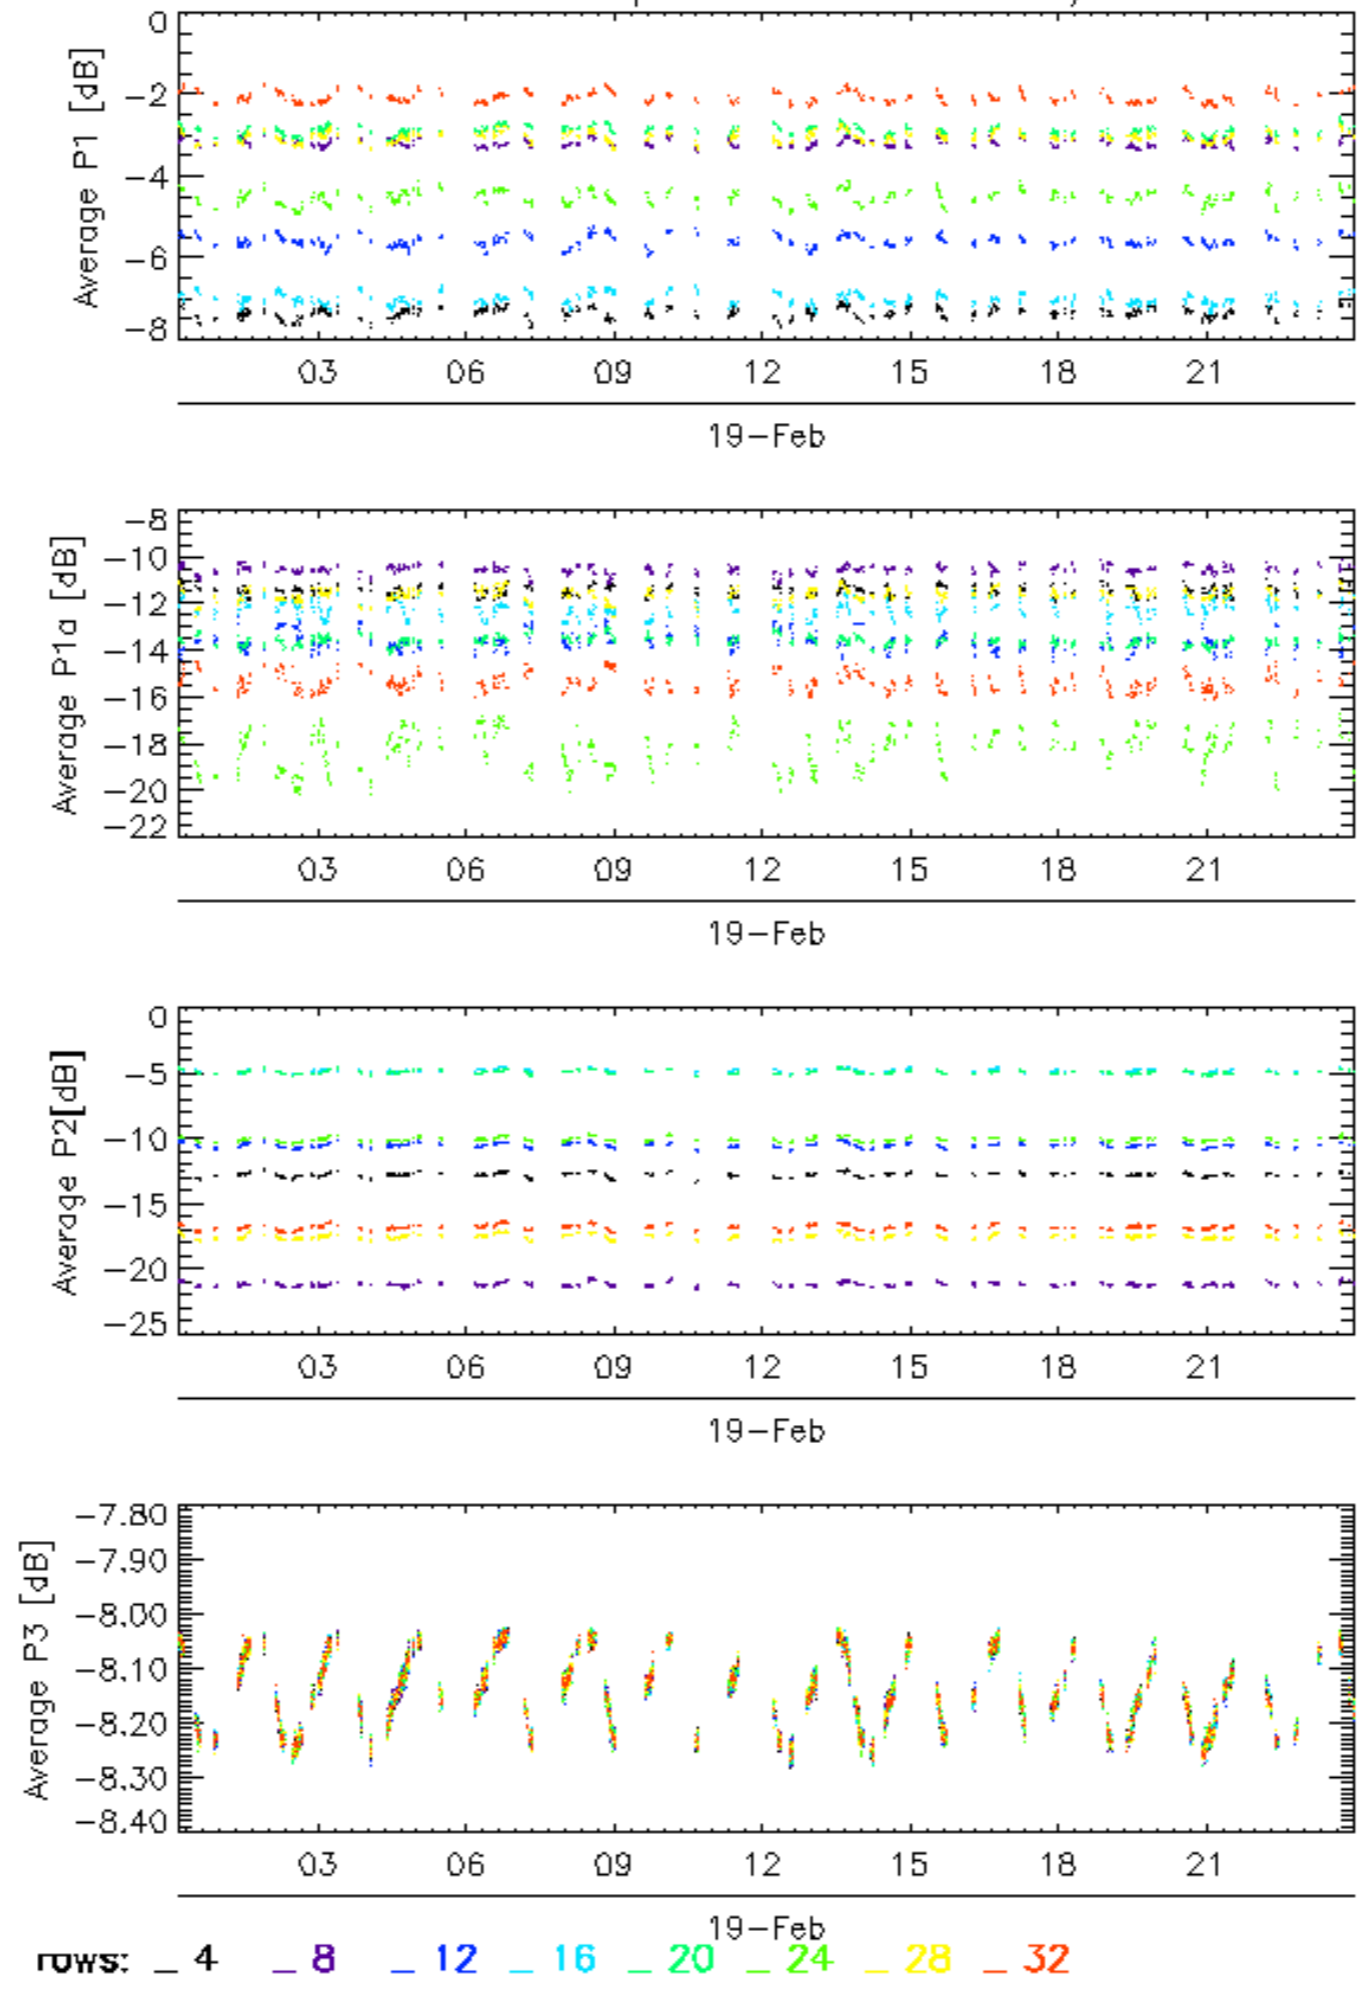 0
−2
−4
−6
−8
Average P1 [dB]
03 06 09 12 15 18 21
19−Feb
−8
−10
−12
−14
−16
−18
−20
−22
Average P1a [dB]
03 06 09 12 15 18 21
19−Feb
0
−5
−10
−15
−20
−25
Average P2[dB]
03 06 09 12 15 18 21
19−Feb
−7.80
−7.90
−8.00
−8.10
−8.20
−8.30
−8.40
Average P3 [dB]
03 06 09 12 15 18 21
19−Feb
rows: _ 4 _ 8 _ 12 _ 16 _ 20 _ 24 _ 28 _ 32